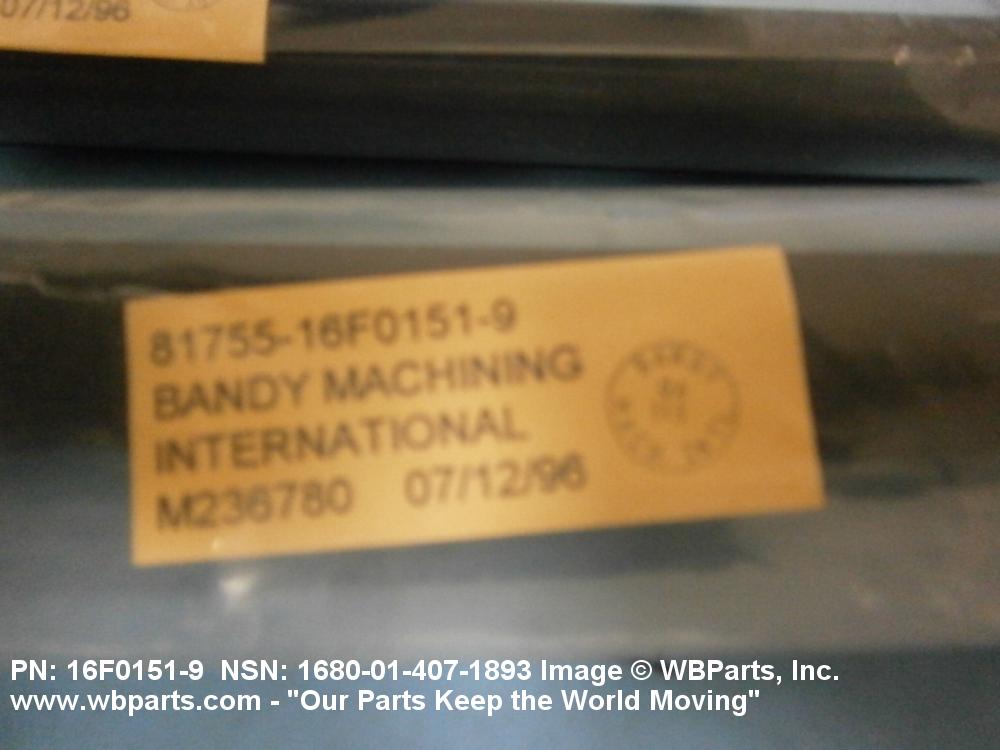 07/12/96
81755-16F0151-9
BANDY MACHINING
INTERNATIONAL
M236780 07/12/96
PN: 16F0151-9 NSN: 1680-01-407-1893 Image © WBParts, Inc.
www.wbparts.com - "Our Parts Keep the World Moving"